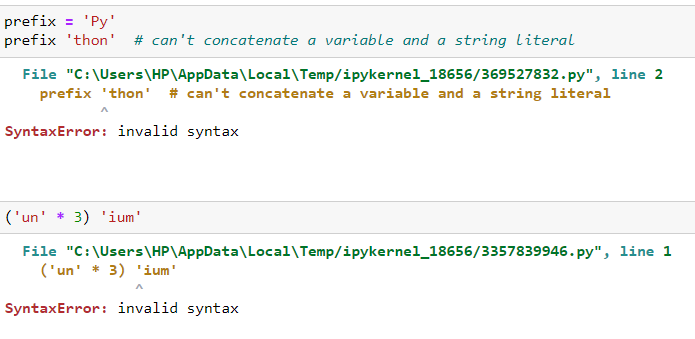 prefix = 'Py'
prefix 'thon'  # can't concatenate a variable and a string literal
File "C:\Users\HP\AppData\Local\Temp/ipykernel_18656/369527832.py", line 2
prefix 'thon'  # can't concatenate a variable and a string literal
^
SyntaxError: invalid syntax
('un' * 3) 'ium'
File "C:\Users\HP\AppData\Local\Temp/ipykernel_18656/3357839946.py", line 1
('un' * 3) 'ium'
^
SyntaxError: invalid syntax